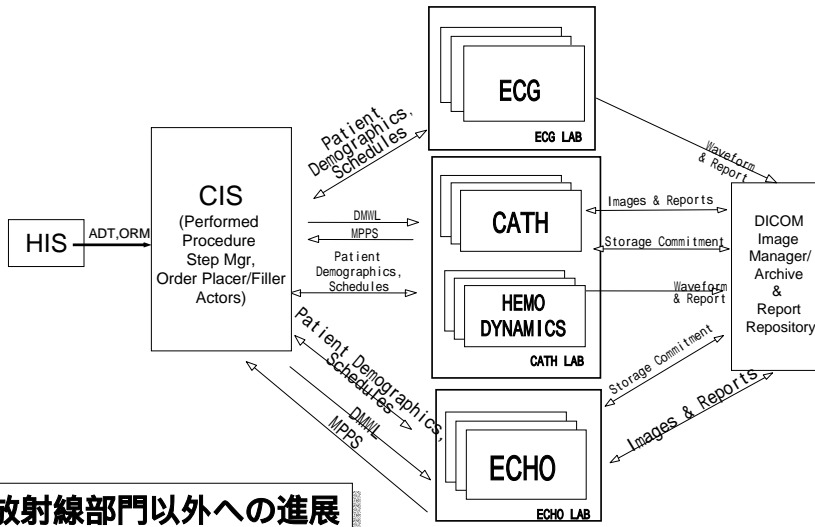 HIS
ADT,ORM
CIS
(Performed
Procedure
Step Mgr,
Order Placer/Filler
Actors)
Patient
Demographics,
Schedules
DMWL
MPPS
Patient
Demographics,
Schedules
Patient Demographics,
Schedules
DMWL
MPPS
ECG
ECG LAB
CATH
HEMO
DYNAMICS
CATH LAB
ECHO
ECHO LAB
Waveform
& Report
Images & Reports
Storage Commitment
Waveform
& Report
Storage Commitment
Images & Reports
DICOM
Image
Manager/
Archive
&
Report
Repository
放射線部門以外への進展